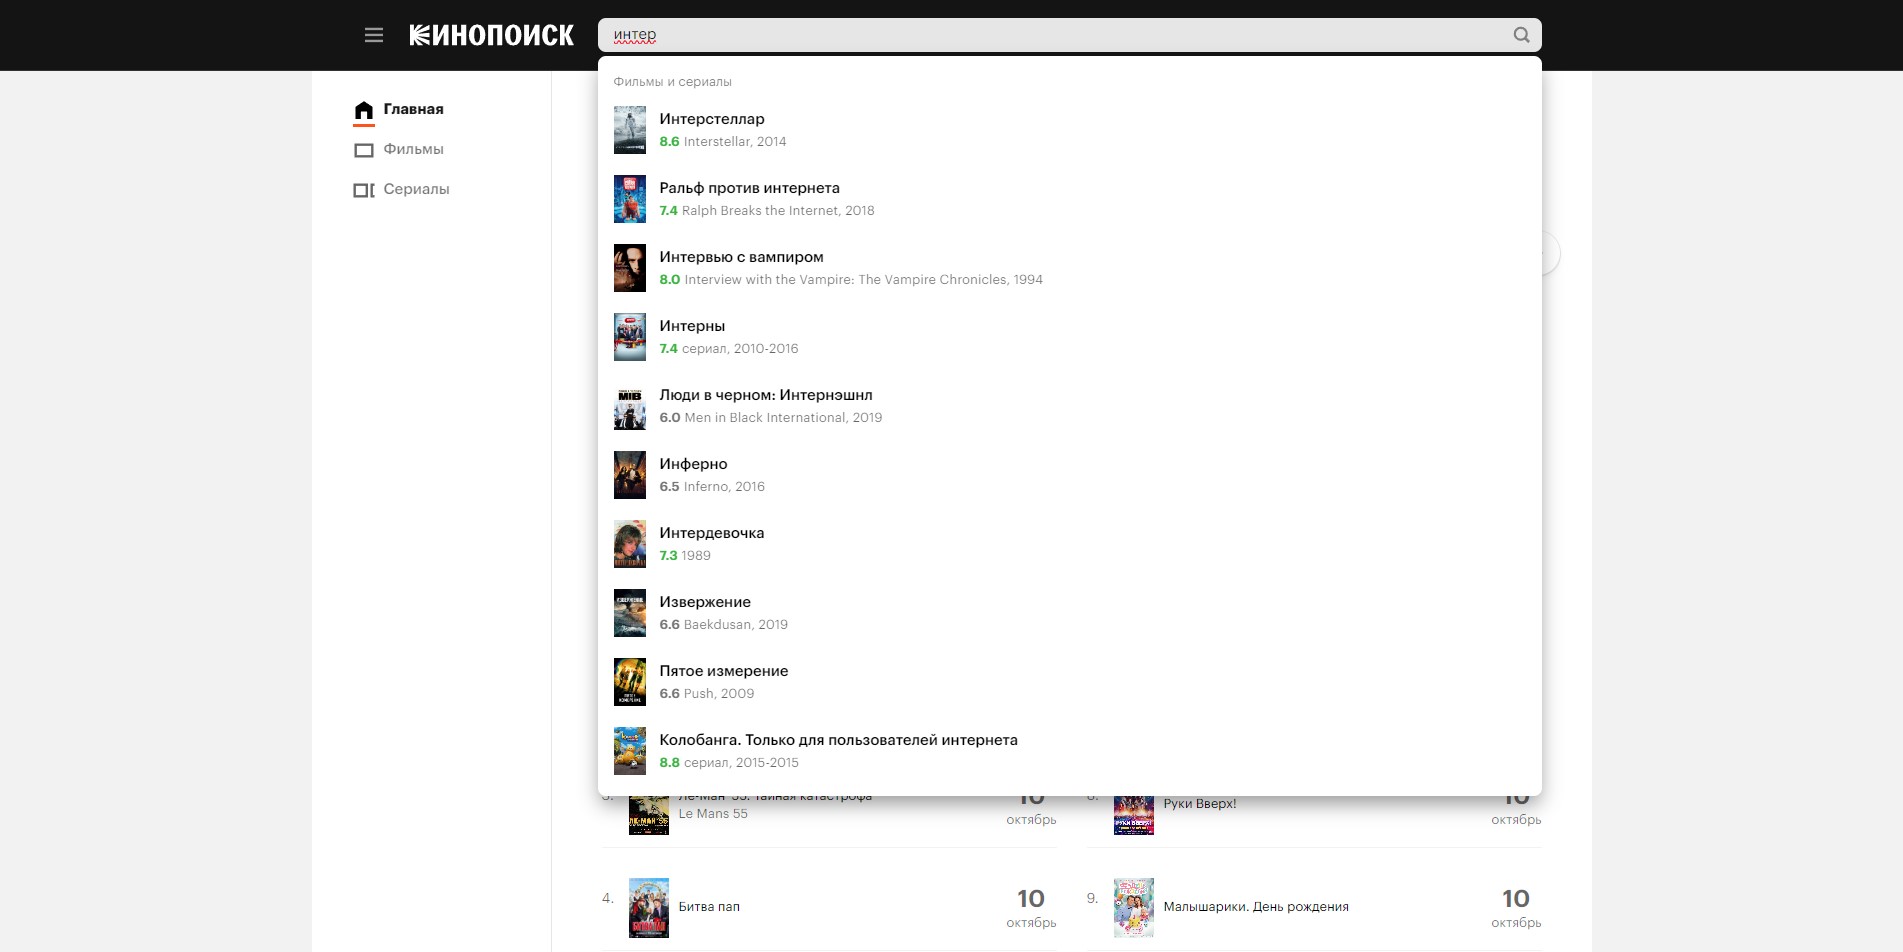 КИНОПОИСК
интер
Главная
Фильмы
Сериалы
Фильмы и сериалы
Интерстеллар
8.6 Interstellar, 2014
Ральф против интернета
7.4 Ralph Breaks the Internet, 2018
Интервью с вампиром
8.0 Interview with the Vampire: The Vampire Chronicles, 1994
Интерны
7.4 сериал, 2010-2016
Люди в черном: Интернэшнл
6.0 Men in Black International, 2019
MIB
Инферно
6.5 Inferno, 2016
Интердевочка
7.3 1989
Извержение
6.6 Baekdusan, 2019
Пятое измерение
6.6 Push, 2009
Колобанга. Только для пользователей интернета
8.8 сериал, 2015-2015
3.
Ле-Ман '55: Тайная катастрофа
Le Mans 55
10
октябрь
8.
Руки Вверх!
10
октябрь
4.
Битва пап
10
октябрь
9.
Малышарики. День рождения
10
октябрь